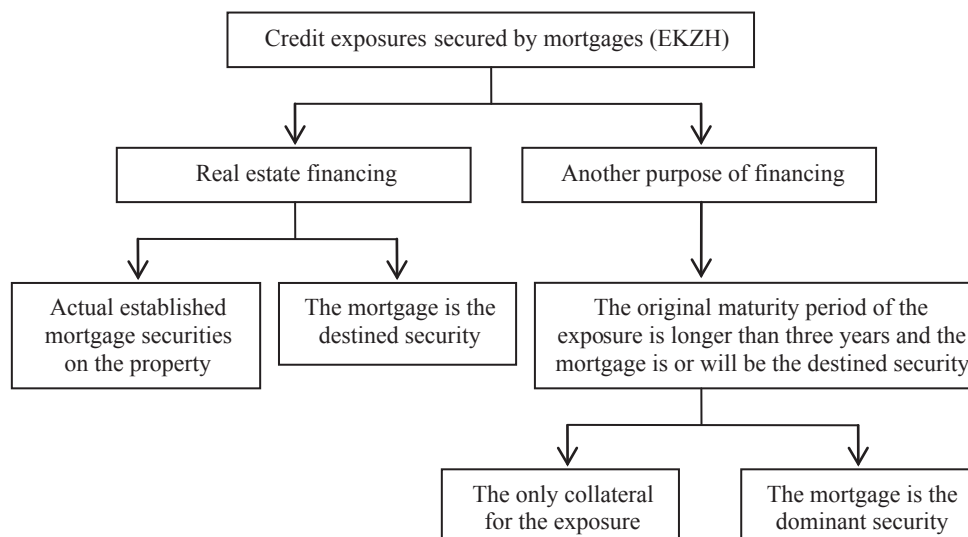 Credit exposures secured by mortgages (EKZH)
Real estate financing
Another purpose of financing
Actual established
mortgage securities
on the property
The mortgage is the
destined security
The original maturity period of the
exposure is longer than three years and the
mortgage is or will be the destined security
The only collateral
for the exposure
The mortgage is the
dominant security